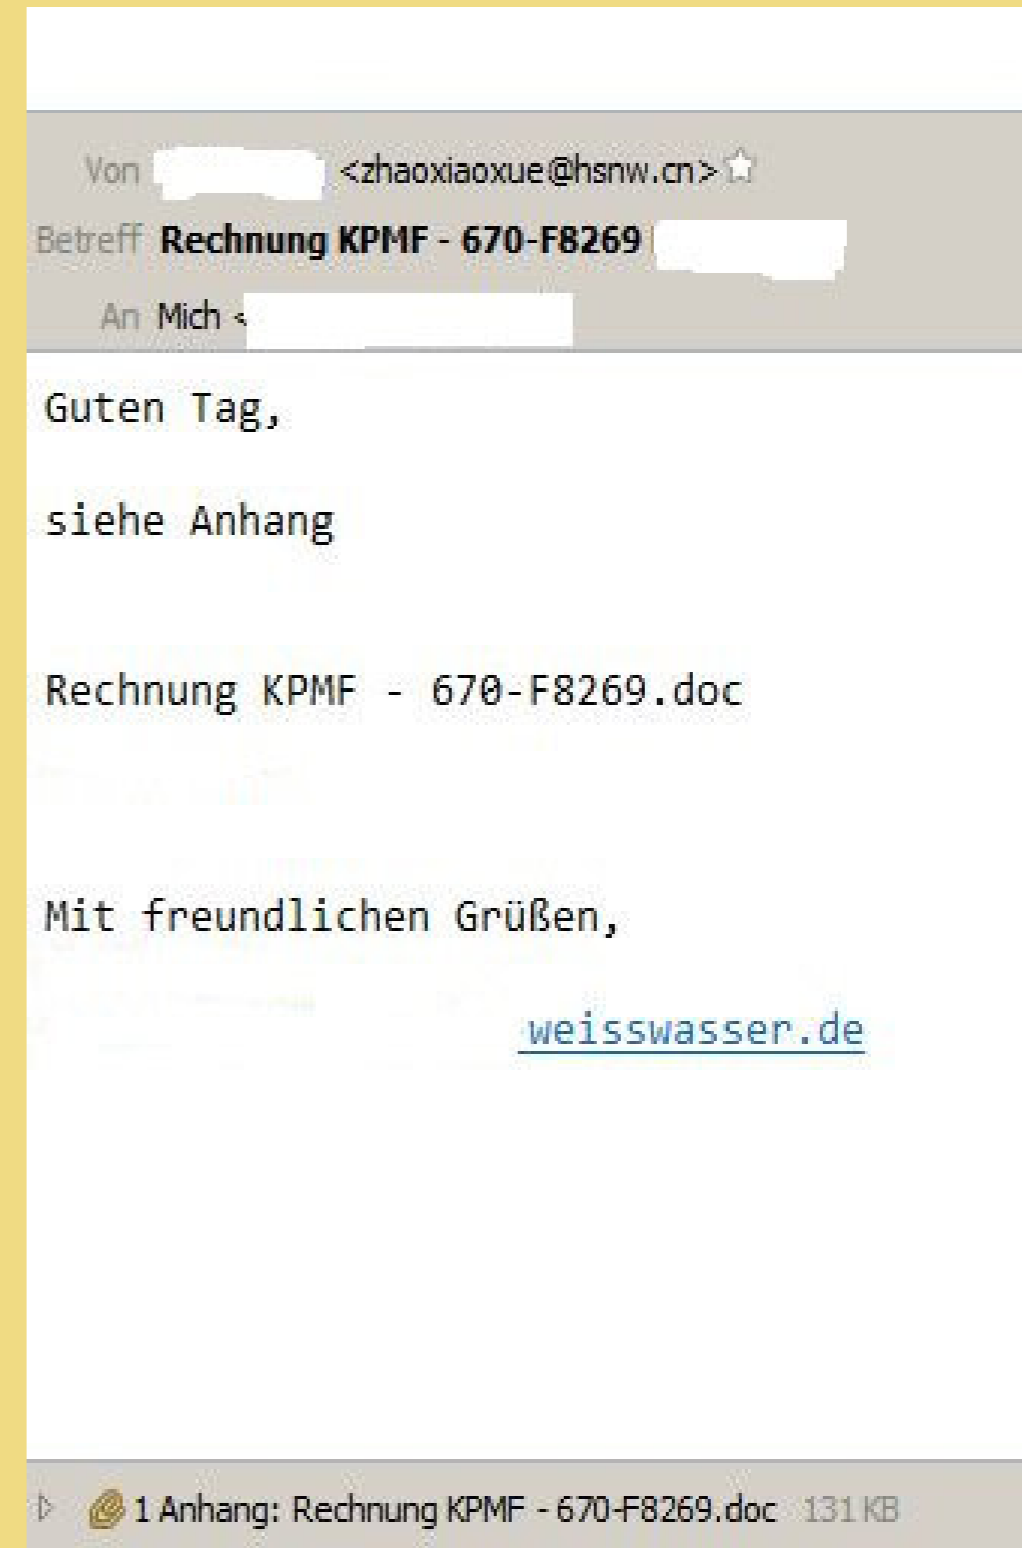 Von <zhaoxiaoxue@hsnw.cn>
Betreff Rechnung KPMF - 670-F8269
An Mich <
Guten Tag,
siehe Anhang
Rechnung KPMF - 670-F8269.doc
Mit freundlichen Grüßen,
weisswasser.de
1 Anhang: Rechnung KPMF - 670-F8269.doc 131 KB